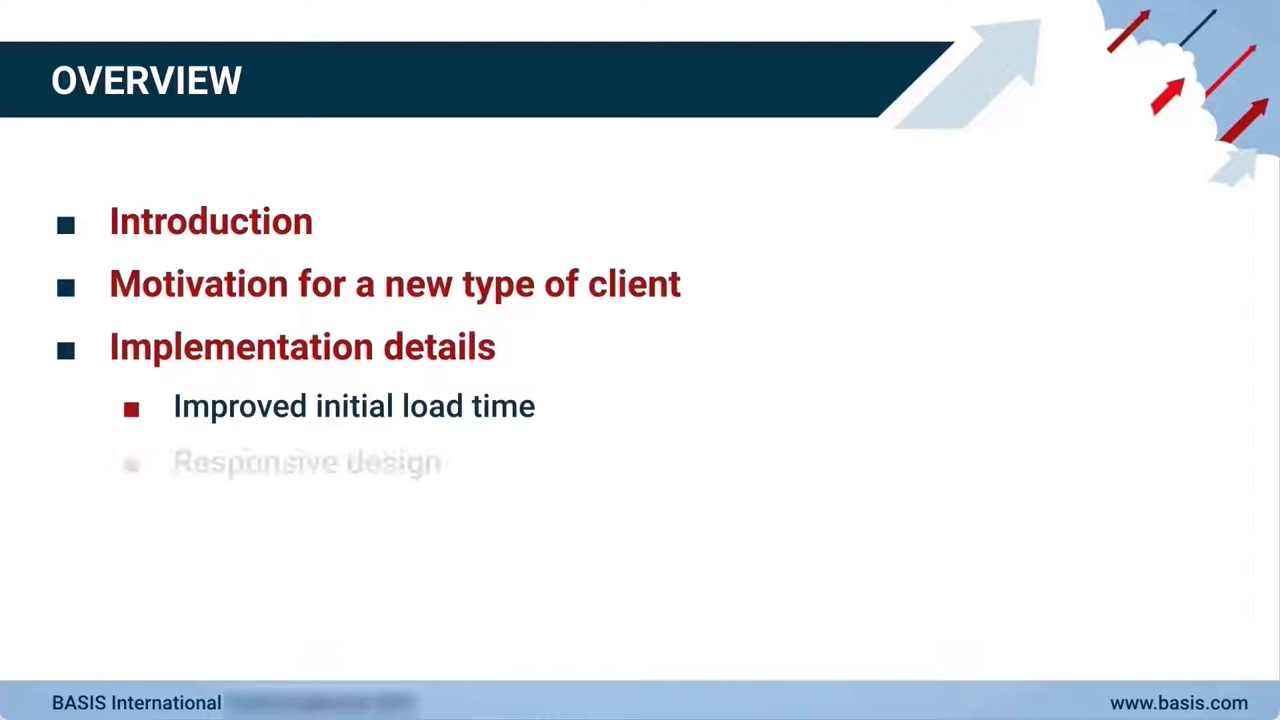 OVERVIEW
Introduction
Motivation for a new type of client
Implementation details
Improved initial load time
Responsive design
BASIS International
www.basis.com